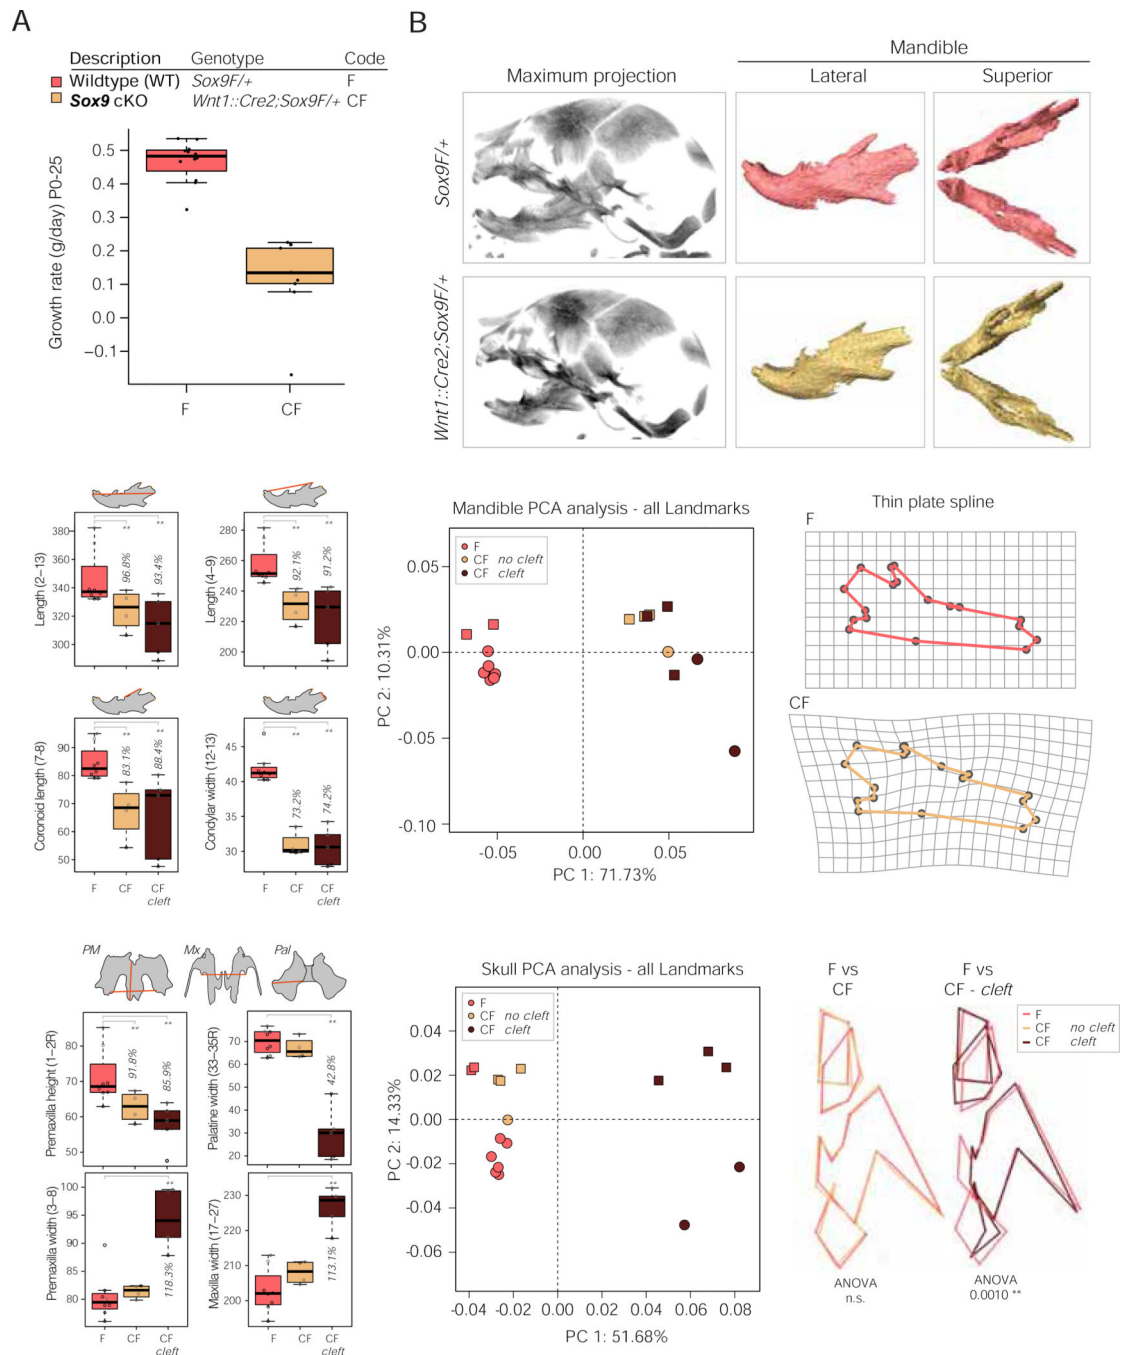 A
Description Genotype Code
Wildtype (WT) Sox9F/+ F
Sox9 cKO Wnt1::Cre2;Sox9F/+ CF
Growth rate (g/day) P0-25
0.5
0.4
0.3
0.2
0.1
0.0
−0.1
F CF
B
Mandible
Maximum projection Lateral Superior
Sox9F/+
Wnt1::Cre2;Sox9F/+
Length (2−13)
380
360
340
320
300
** **
96.8% 93.4%
Length (4−9)
280
260
240
220
200
** **
92.1% 91.2%
Coronoid length (7-8)
90
80
70
60
50
** **
83.1% 88.4%
F CF CF
cleft
Condylar width (12-13)
45
40
35
30
** **
73.2% 74.2%
F CF CF
cleft
Mandible PCA analysis - all Landmarks
F
CF no cleft
CF cleft
PC 2: 10.31%
0.05
0.00
-0.05
-0.10
-0.05 0.00 0.05
PC 1: 71.73%
Thin plate spline
F
CF
PM Mx Pal
Premaxilla height (1−2R)
80
70
60
50
** **
91.8% 85.9%
Palatine width (33−35R)
70
60
50
40
30
20
**
42.8%
Premaxilla width (3−8)
100
95
90
85
80
**
118.3%
F CF CF
cleft
Maxilla width (17−27)
230
220
210
200
**
113.1%
F CF CF
cleft
Skull PCA analysis - all Landmarks
F
CF no cleft
CF cleft
PC 2: 14.33%
0.04
0.02
0.00
-0.02
-0.04
-0.06
-0.04 -0.02 0.00 0.02 0.04 0.06 0.08
PC 1: 51.68%
F vs
CF
ANOVA
n.s.
F vs
CF - cleft
F
CF no cleft
CF cleft
ANOVA
0.0010 **